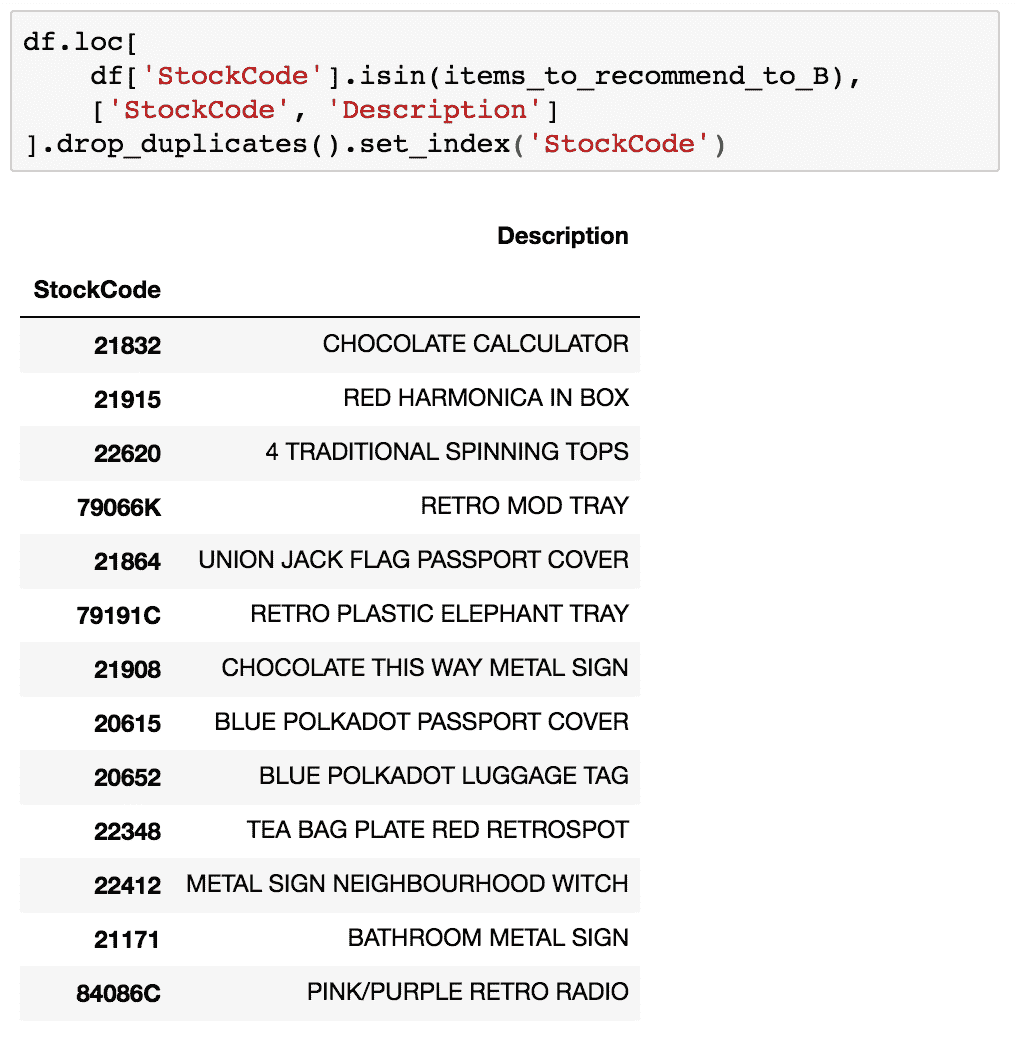 df.loc[
    df['StockCode'].isin(items_to_recommend_to_B),
    ['StockCode', 'Description']
].drop_duplicates().set_index('StockCode')
Description
StockCode
21832 CHOCOLATE CALCULATOR
21915 RED HARMONICA IN BOX
22620 4 TRADITIONAL SPINNING TOPS
79066K RETRO MOD TRAY
21864 UNION JACK FLAG PASSPORT COVER
79191C RETRO PLASTIC ELEPHANT TRAY
21908 CHOCOLATE THIS WAY METAL SIGN
20615 BLUE POLKADOT PASSPORT COVER
20652 BLUE POLKADOT LUGGAGE TAG
22348 TEA BAG PLATE RED RETROSPOT
22412 METAL SIGN NEIGHBOURHOOD WITCH
21171 BATHROOM METAL SIGN
84086C PINK/PURPLE RETRO RADIO